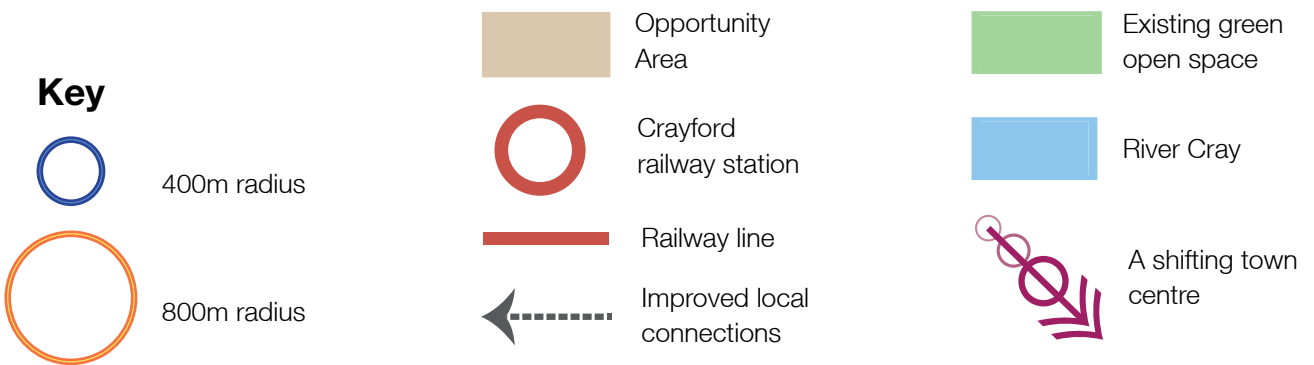 Key
400m radius
800m radius
Opportunity
Area
Crayford
railway station
Railway line
Improved local
connections
Existing green
open space
River Cray
A shifting town
centre